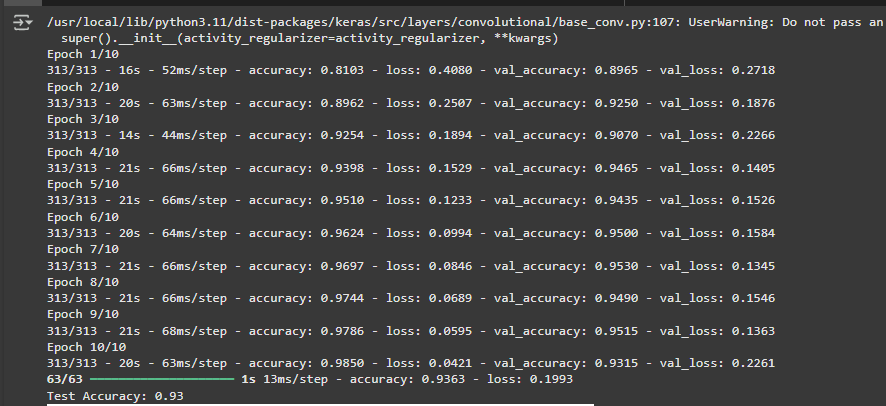 /usr/local/lib/python3.11/dist-packages/keras/src/layers/convolutional/base_conv.py:107: UserWarning: Do not pass an
super().__init__(activity_regularizer=activity_regularizer, **kwargs)
Epoch 1/10
313/313 - 16s - 52ms/step - accuracy: 0.8103 - loss: 0.4080 - val_accuracy: 0.8965 - val_loss: 0.2718
Epoch 2/10
313/313 - 20s - 63ms/step - accuracy: 0.8962 - loss: 0.2507 - val_accuracy: 0.9250 - val_loss: 0.1876
Epoch 3/10
313/313 - 14s - 44ms/step - accuracy: 0.9254 - loss: 0.1894 - val_accuracy: 0.9070 - val_loss: 0.2266
Epoch 4/10
313/313 - 21s - 66ms/step - accuracy: 0.9398 - loss: 0.1529 - val_accuracy: 0.9465 - val_loss: 0.1405
Epoch 5/10
313/313 - 21s - 66ms/step - accuracy: 0.9510 - loss: 0.1233 - val_accuracy: 0.9435 - val_loss: 0.1526
Epoch 6/10
313/313 - 20s - 64ms/step - accuracy: 0.9624 - loss: 0.0994 - val_accuracy: 0.9500 - val_loss: 0.1584
Epoch 7/10
313/313 - 21s - 66ms/step - accuracy: 0.9697 - loss: 0.0846 - val_accuracy: 0.9530 - val_loss: 0.1345
Epoch 8/10
313/313 - 21s - 66ms/step - accuracy: 0.9744 - loss: 0.0689 - val_accuracy: 0.9490 - val_loss: 0.1546
Epoch 9/10
313/313 - 21s - 68ms/step - accuracy: 0.9786 - loss: 0.0595 - val_accuracy: 0.9515 - val_loss: 0.1363
Epoch 10/10
313/313 - 20s - 63ms/step - accuracy: 0.9850 - loss: 0.0421 - val_accuracy: 0.9315 - val_loss: 0.2261
63/63 ━━━━━━━━━━━━━━━━━━━━ 1s 13ms/step - accuracy: 0.9363 - loss: 0.1993
Test Accuracy: 0.93